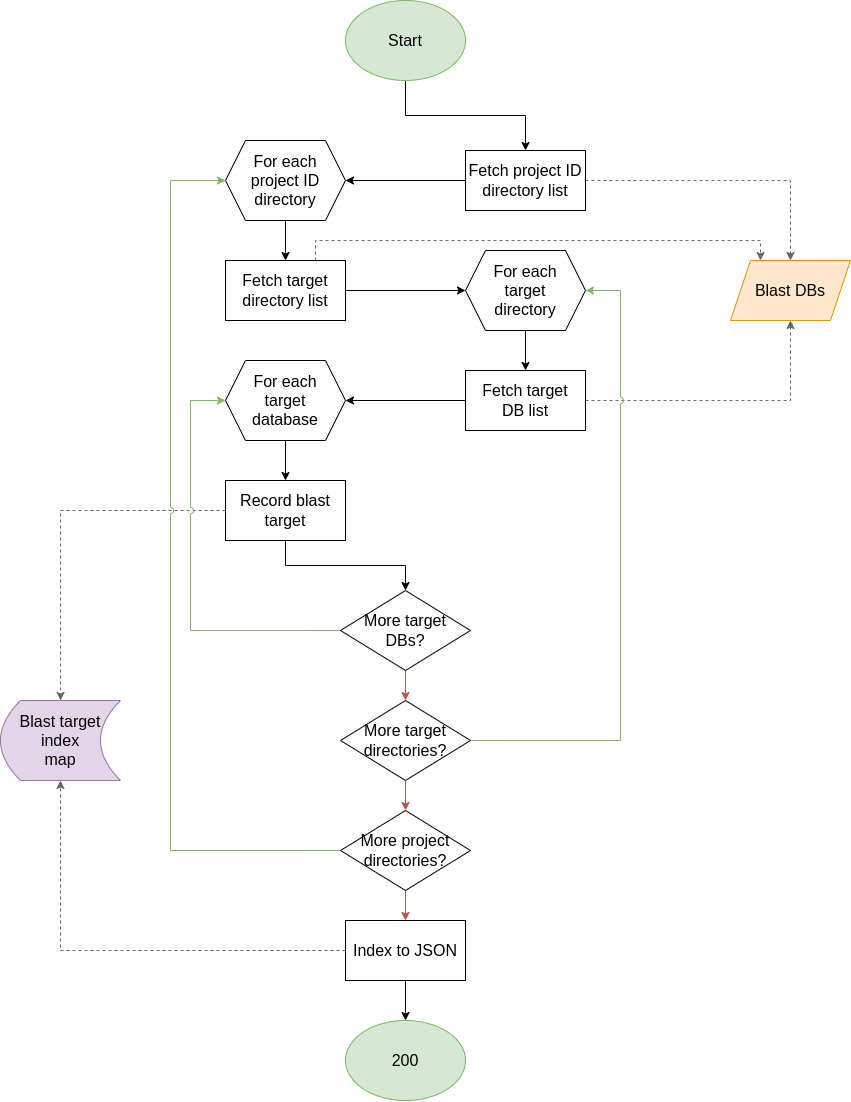 Start
Fetch project ID
directory list
For each
project ID
directory
Fetch target
directory list
For each
target
directory
Blast DBs
Fetch target
DB list
For each
target
database
Record blast
target
More target
DBs?
More target
directories?
Blast target
index
map
More project
directories?
Index to JSON
200